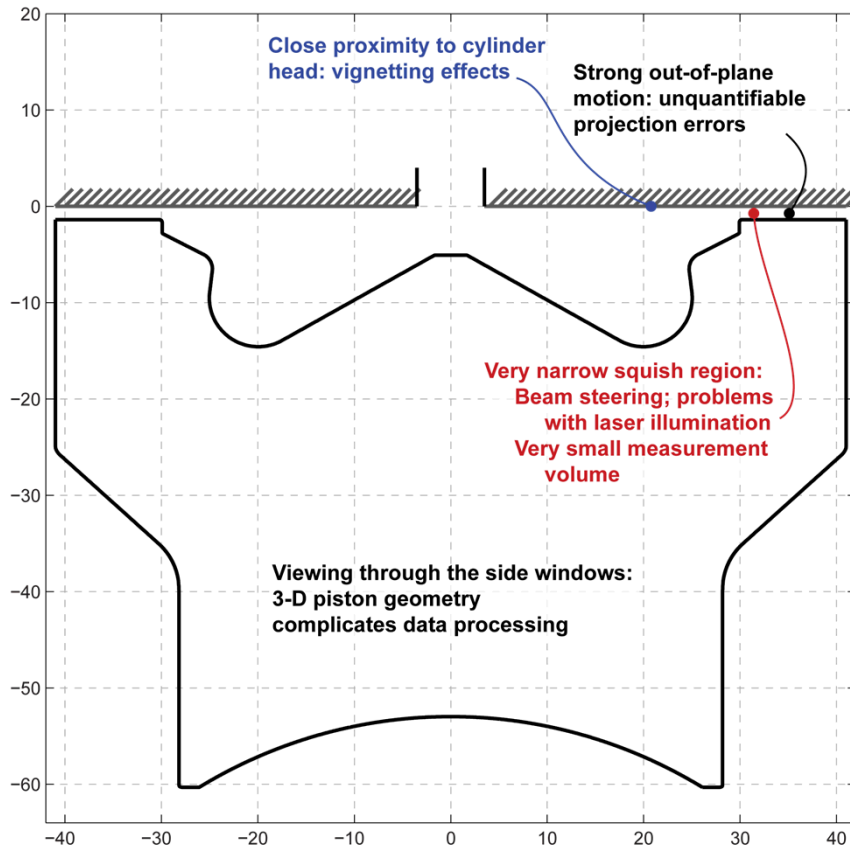 20
Close proximity to cylinder
head: vignetting effects
Strong out-of-plane
motion: unquantifiable
projection errors
10
0
−10
Very narrow squish region:
Beam steering; problems
with laser illumination
Very small measurement
volume
−20
−30
−40
Viewing through the side windows:
3-D piston geometry
complicates data processing
−50
−60
−40 −30 −20 −10 0 10 20 30 40